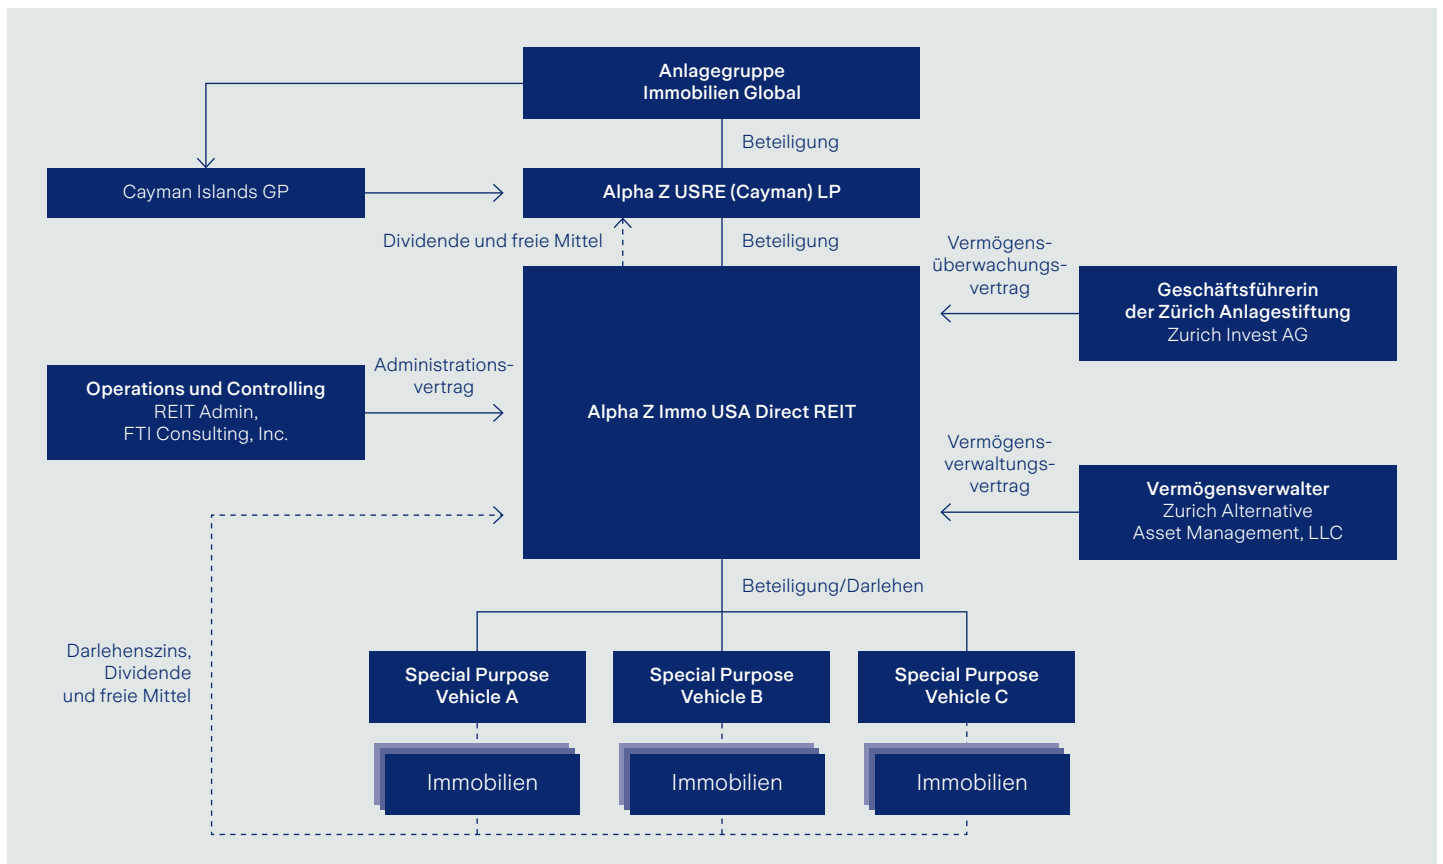 Anlagegruppe
Immobilien Global
Beteiligung
Cayman Islands GP
Alpha Z USRE (Cayman) LP
Dividende und freie Mittel
Beteiligung
Vermögens-
überwachungs-
vertrag
Geschäftsführerin
der Zürich Anlagestiftung
Zurich Invest AG
Administrations-
vertrag
Operations und Controlling
REIT Admin,
FTI Consulting, Inc.
Alpha Z Immo USA Direct REIT
Vermögens-
verwaltungs-
vertrag
Vermögensverwalter
Zurich Alternative
Asset Management, LLC
Beteiligung/Darlehen
Darlehenszins,
Dividende
und freie Mittel
Special Purpose
Vehicle A
Special Purpose
Vehicle B
Special Purpose
Vehicle C
Immobilien
Immobilien
Immobilien